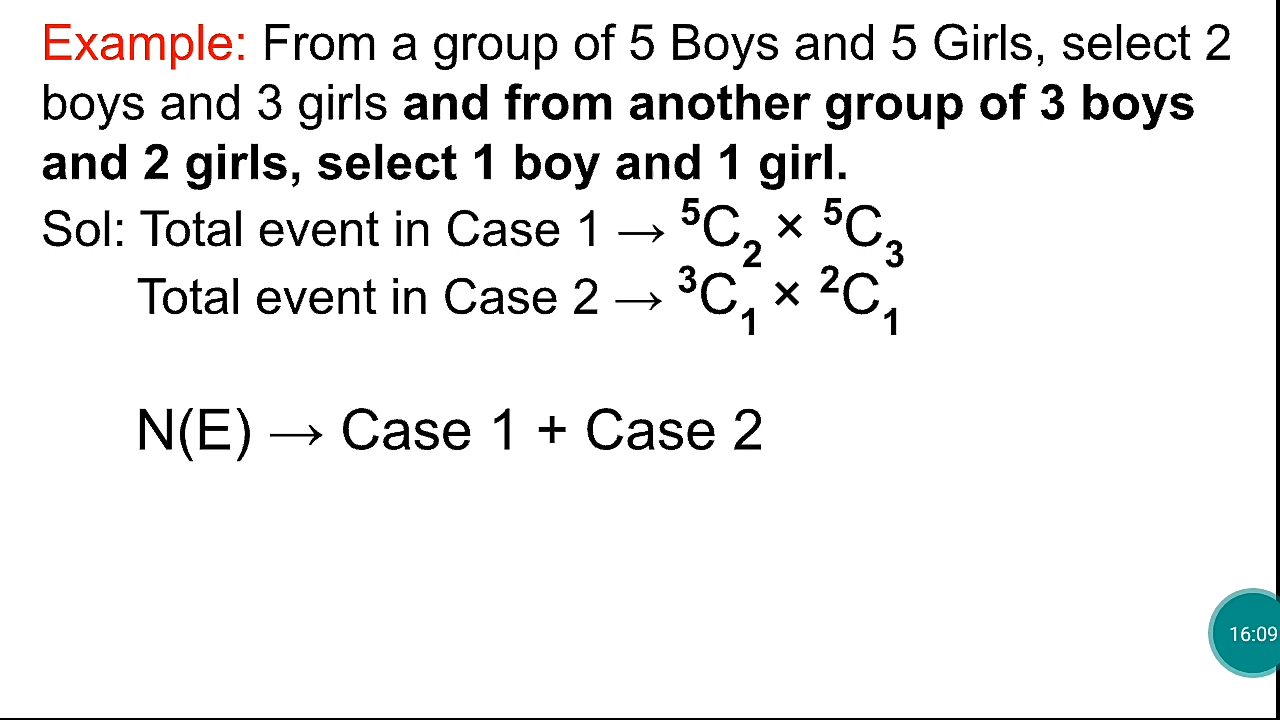 Example: From a group of 5 Boys and 5 Girls, select 2
boys and 3 girls and from another group of 3 boys
and 2 girls, select 1 boy and 1 girl.
Sol: Total event in Case 1 → ⁵C₂ × ⁵C₃
Total event in Case 2 → ³C₁ × ²C₁
N(E) → Case 1 + Case 2
16:09